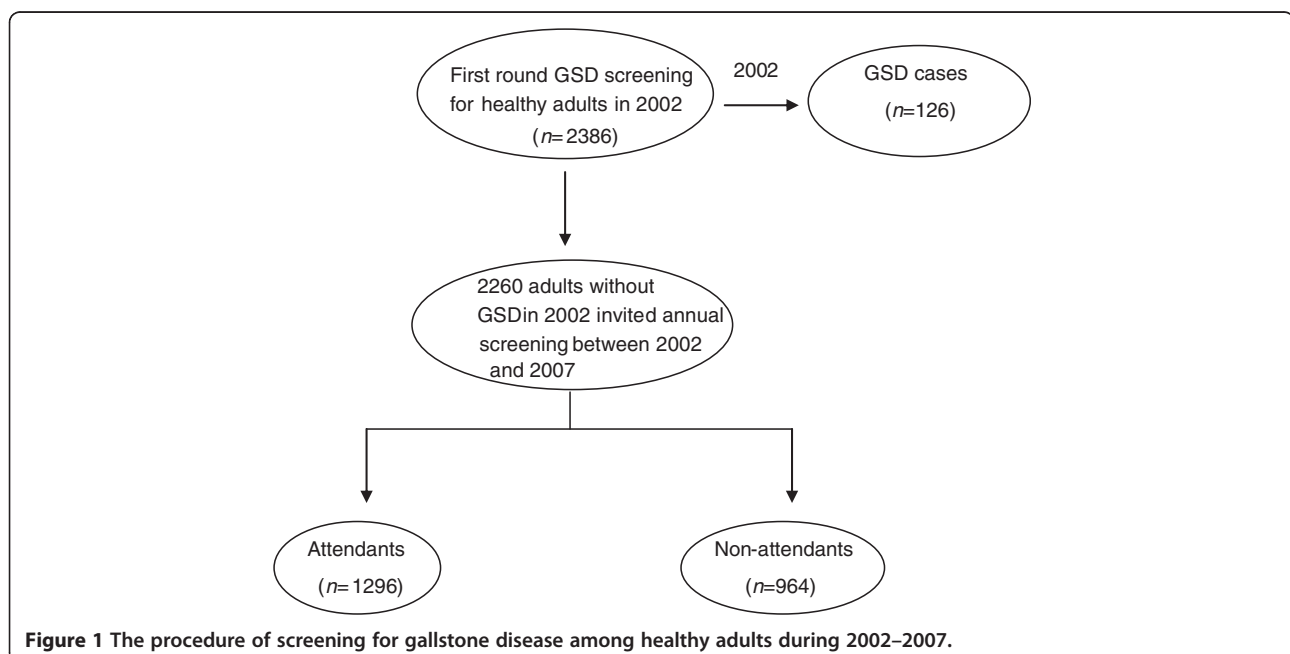 First round GSD screening
for healthy adults in 2002
(n=2386)
2002
GSD cases
(n=126)
2260 adults without
GSDin 2002 invited annual
screening between 2002
and 2007
Attendants
(n=1296)
Non-attendants
(n=964)
Figure 1 The procedure of screening for gallstone disease among healthy adults during 2002–2007.